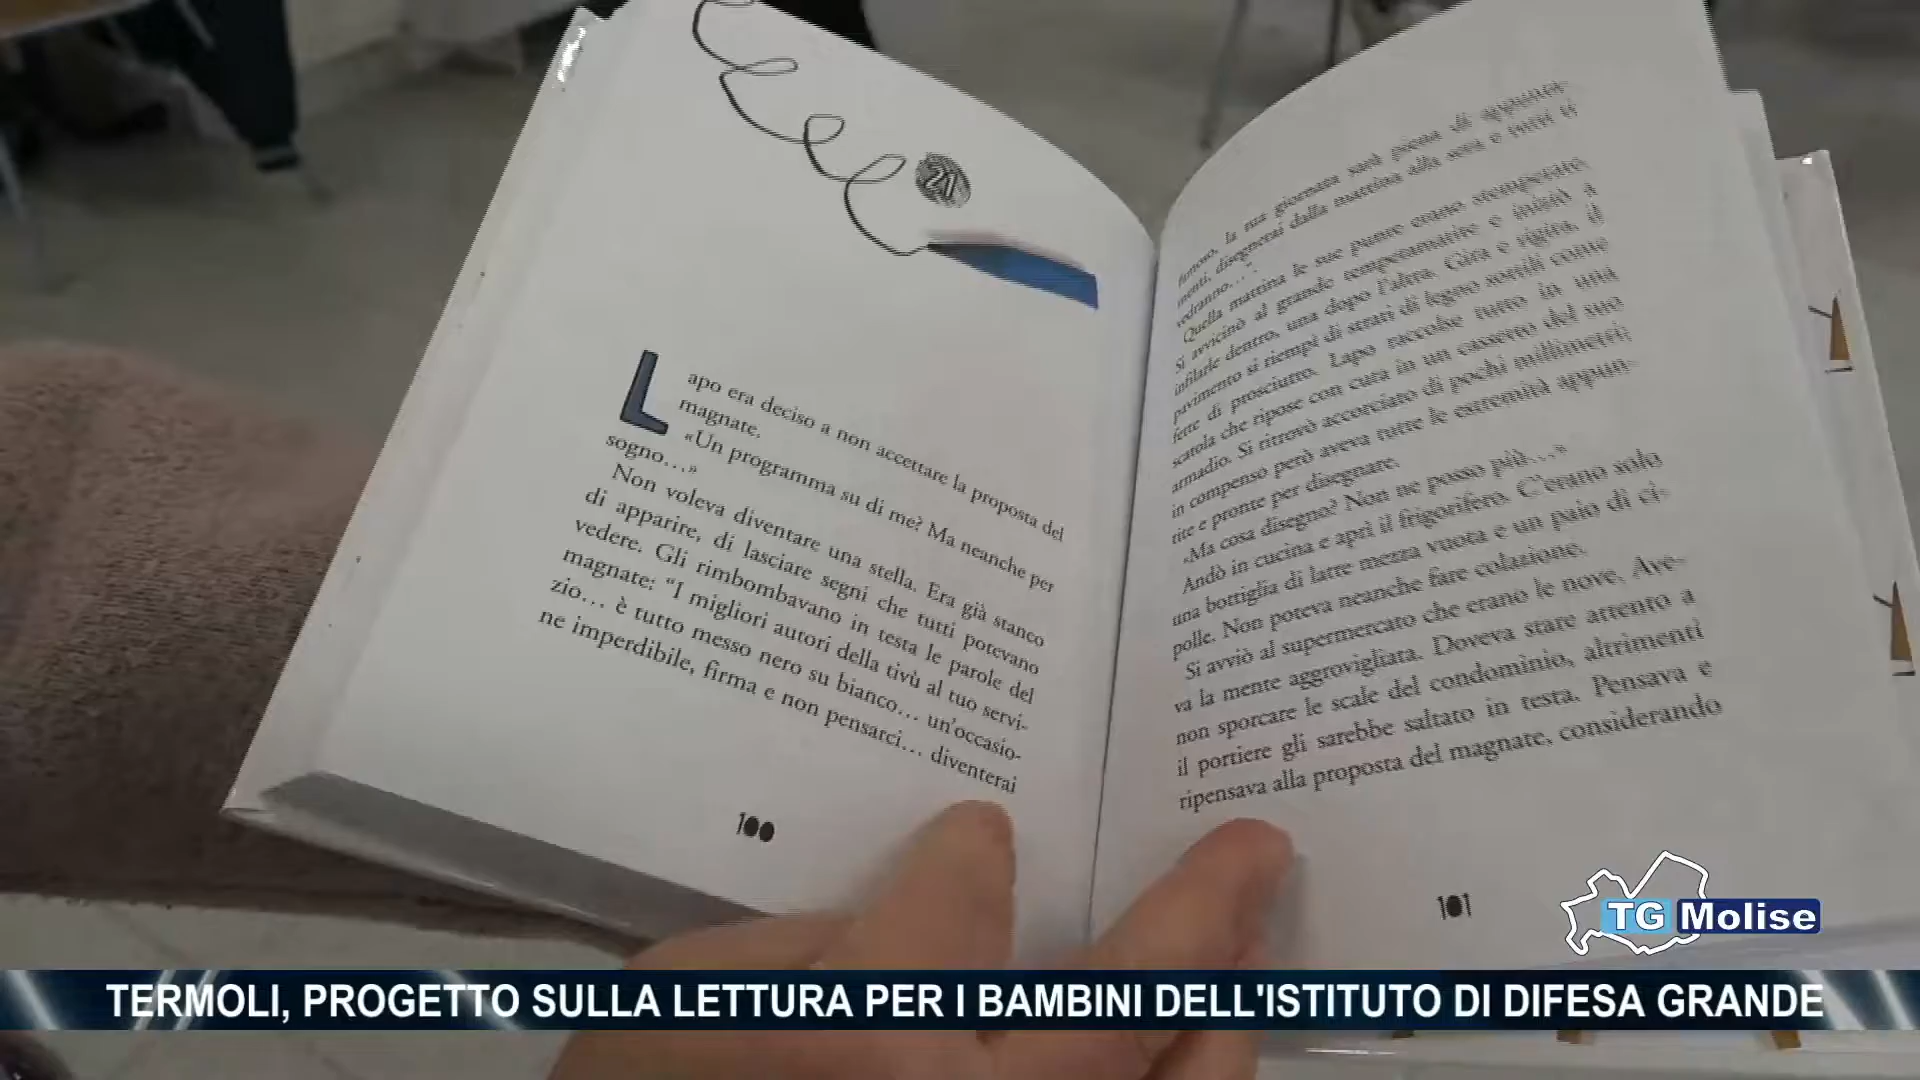 21
Lapo era deciso a non accettare la proposta del
magnate.
«Un programma su di me? Ma neanche per
sogno…»
Non voleva diventare una stella. Era già stanco
di apparire, di lasciare segni che tutti potevano
vedere. Gli rimbombavano in testa le parole del
magnate: “I migliori autori della tivù al tuo servi-
zio… è tutto messo nero su bianco… un’occasio-
ne imperdibile, firma e non pensarci… diventerai
100
famoso, la tua giornata sarà piena di appunta-
menti, disegnerai dalla mattina alla sera e tutti ti
vedranno…”.
Quella mattina le sue punte erano stemperate.
Si avvicinò al grande temperamatite e iniziò a
infilarle dentro, una dopo l’altra. Gira e rigira, il
pavimento si riempì di strati di legno sottili come
fette di prosciutto. Lapo raccolse tutto in una
scatola che ripose con cura in un cassetto del suo
armadio. Si ritrovò accorciato di pochi millimetri;
in compenso però aveva tutte le estremità appun-
tite e pronte per disegnare.
«Ma cosa disegno? Non ne posso più…»
Andò in cucina e aprì il frigorifero. C’erano solo
una bottiglia di latte mezza vuota e un paio di ci-
polle. Non poteva neanche fare colazione.
Si avviò al supermercato che erano le nove. Ave-
va la mente aggrovigliata. Doveva stare attento a
non sporcare le scale del condominio, altrimenti
il portiere gli sarebbe saltato in testa. Pensava e
ripensava alla proposta del magnate, considerando
101
TG Molise
TERMOLI, PROGETTO SULLA LETTURA PER I BAMBINI DELL'ISTITUTO DI DIFESA GRANDE